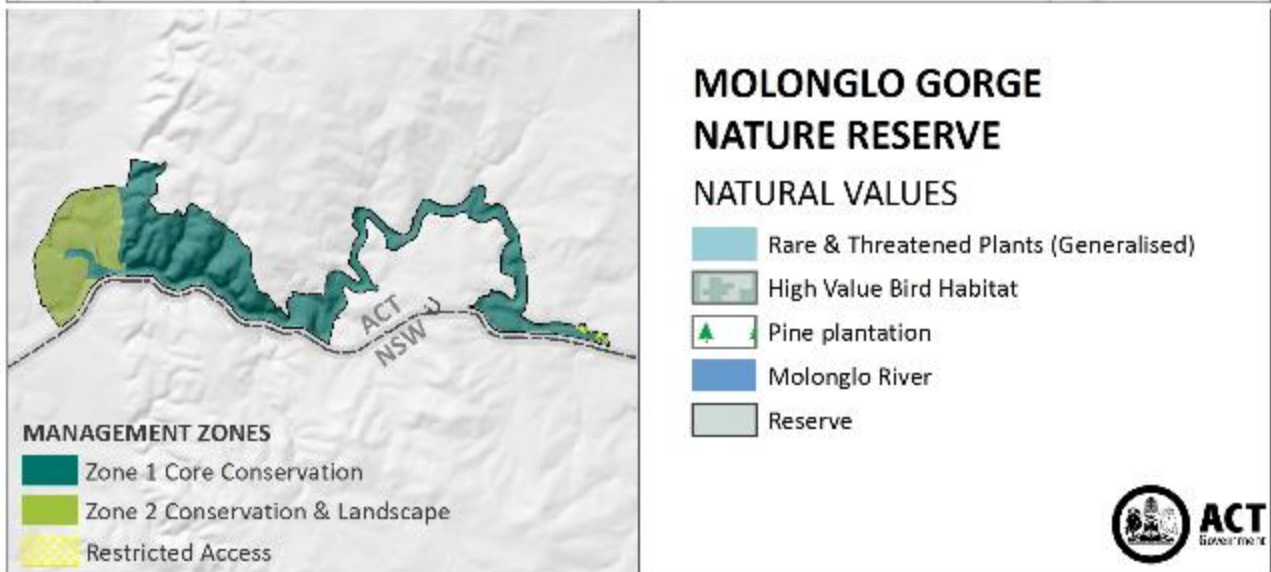 MOLONGLO GORGE
NATURE RESERVE
NATURAL VALUES
Rare & Threatened Plants (Generalised)
High Value Bird Habitat
Pine plantation
Molonglo River
Reserve
ACT
NSW
MANAGEMENT ZONES
Zone 1 Core Conservation
Zone 2 Conservation & Landscape
Restricted Access
ACT
Government